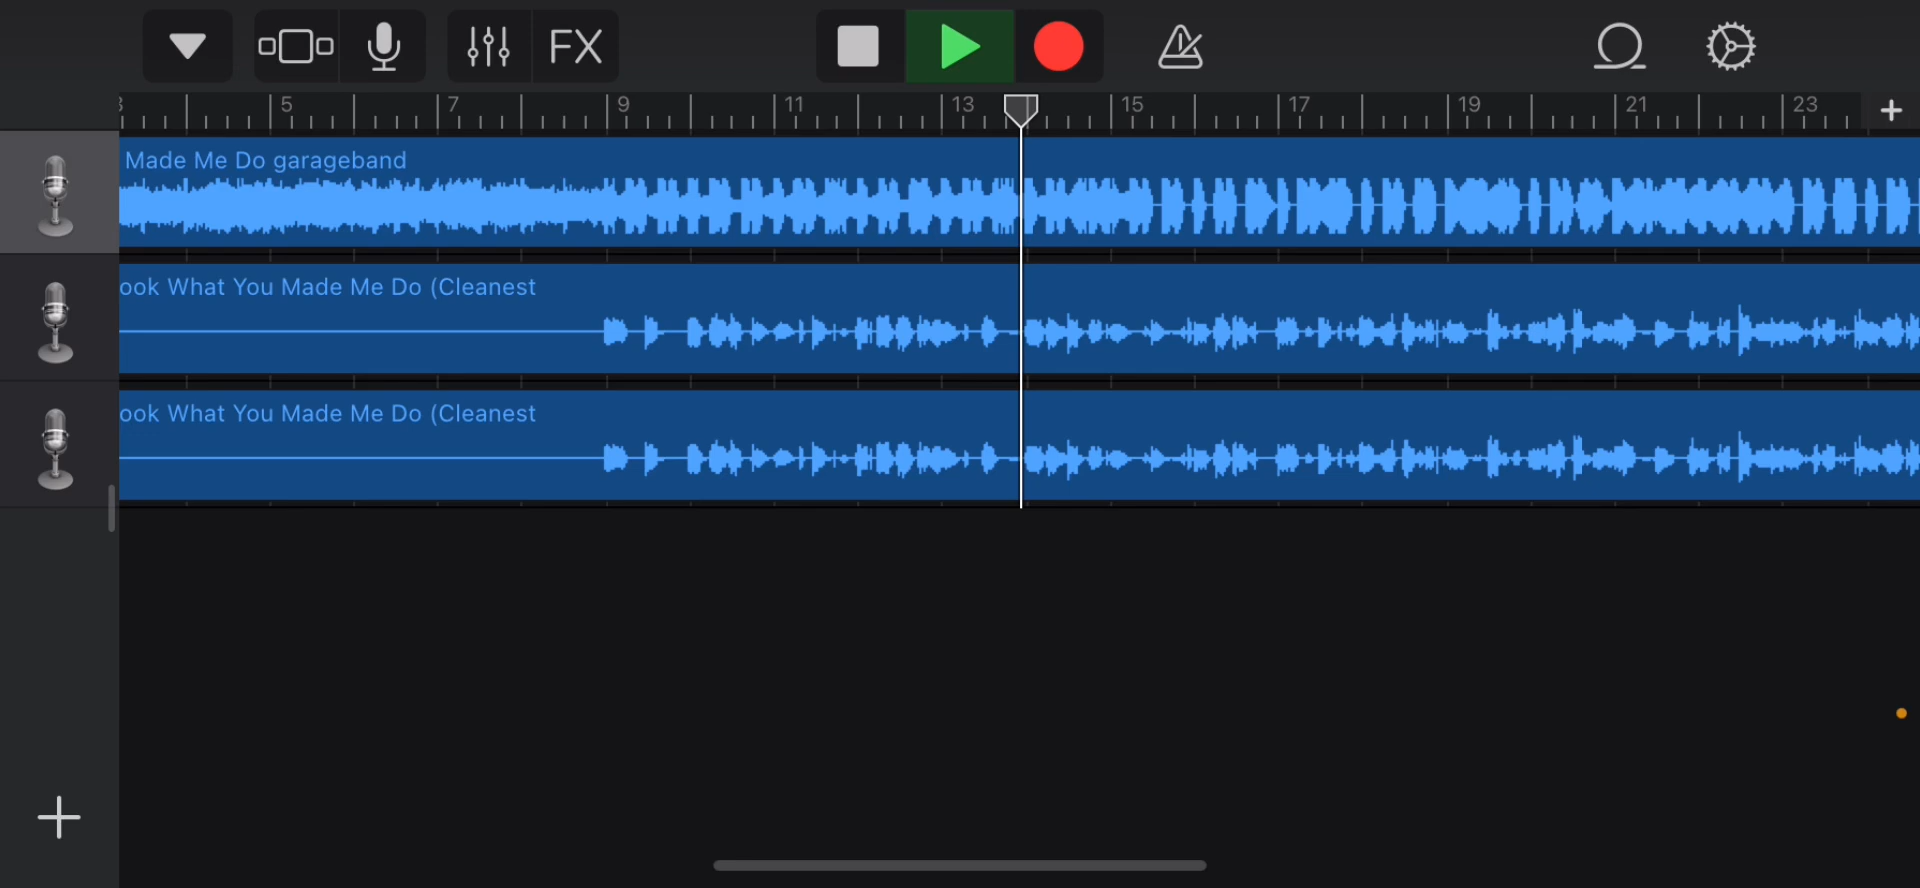 FX
3 5 7 9 11 13 15 17 19 21 23
Made Me Do garageband
ook What You Made Me Do (Cleanest
ook What You Made Me Do (Cleanest